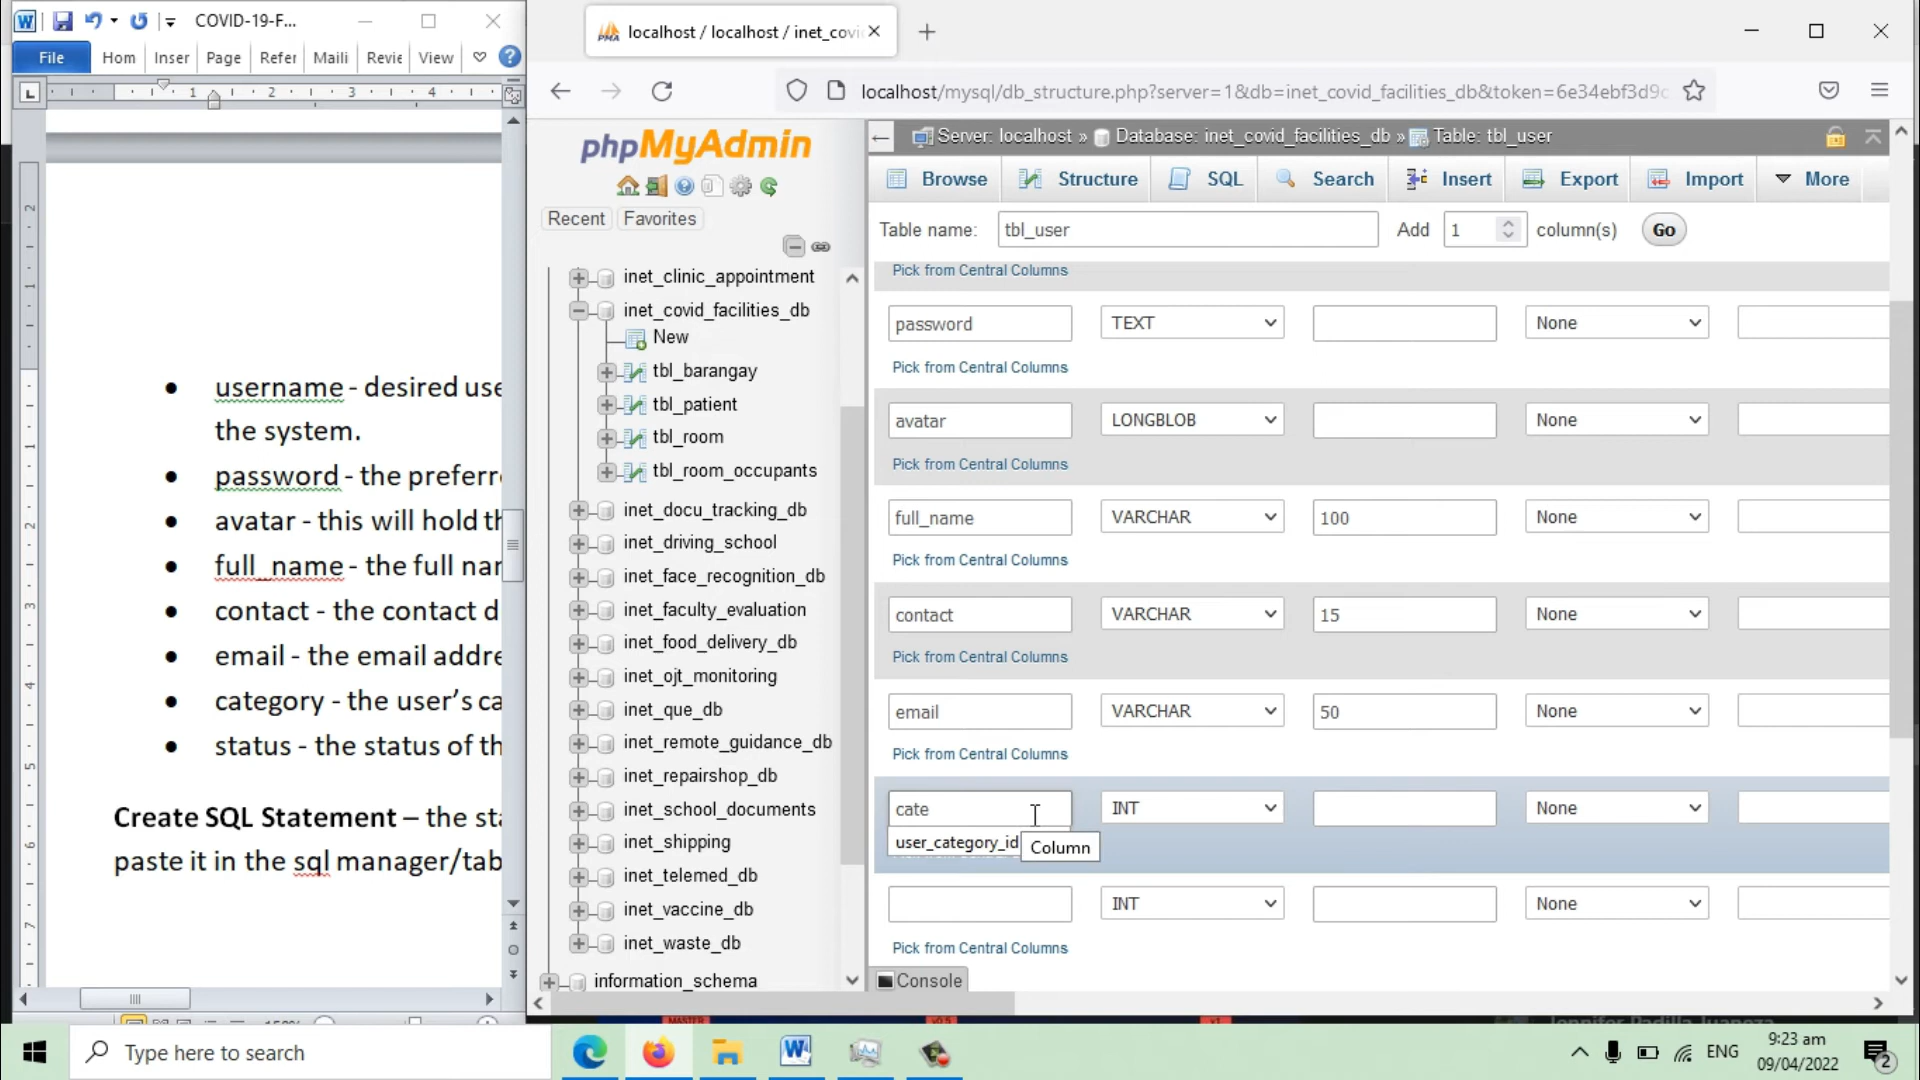 COVID-19-F...
File
Hom
Inser
Page
Refer
Maili
Revie
View
username - desired use
the system.
password - the preferr
avatar - this will hold th
full_name - the full nar
contact - the contact d
email - the email addre
category - the user's ca
status - the status of th
Create SQL Statement – the sta
paste it in the sql manager/tab
localhost / localhost / inet_covi
localhost/mysql/db_structure.php?server=1&db=inet_covid_facilities_db&token=6e34ebf3d9c
phpMyAdmin
Recent
Favorites
inet_clinic_appointment
inet_covid_facilities_db
New
tbl_barangay
tbl_patient
tbl_room
tbl_room_occupants
inet_docu_tracking_db
inet_driving_school
inet_face_recognition_db
inet_faculty_evaluation
inet_food_delivery_db
inet_ojt_monitoring
inet_que_db
inet_remote_guidance_db
inet_repairshop_db
inet_school_documents
inet_shipping
inet_telemed_db
inet_vaccine_db
inet_waste_db
information_schema
Server: localhost » Database: inet_covid_facilities_db » Table: tbl_user
Browse
Structure
SQL
Search
Insert
Export
Import
More
Table name: tbl_user Add 1 column(s) Go
Pick from Central Columns
password TEXT None
Pick from Central Columns
avatar LONGBLOB None
Pick from Central Columns
full_name VARCHAR 100 None
Pick from Central Columns
contact VARCHAR 15 None
Pick from Central Columns
email VARCHAR 50 None
Pick from Central Columns
cate INT None
user_category_id
Column
INT None
Pick from Central Columns
Console
Type here to search
ENG
9:23 am
09/04/2022
2